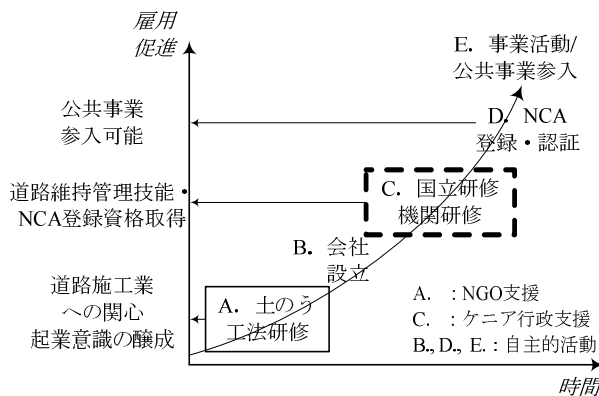 雇用
促進
E. 事業活動/
公共事業参入
公共事業
参入可能
D. NCA
登録・認証
道路維持管理技能・
NCA登録資格取得
C. 国立研修
機関研修
B. 会社
設立
道路施工業
への関心
起業意識の醸成
A. 土のう
工法研修
A. :NGO支援
C. :ケニア行政支援
B., D., E. : 自主的活動
時間